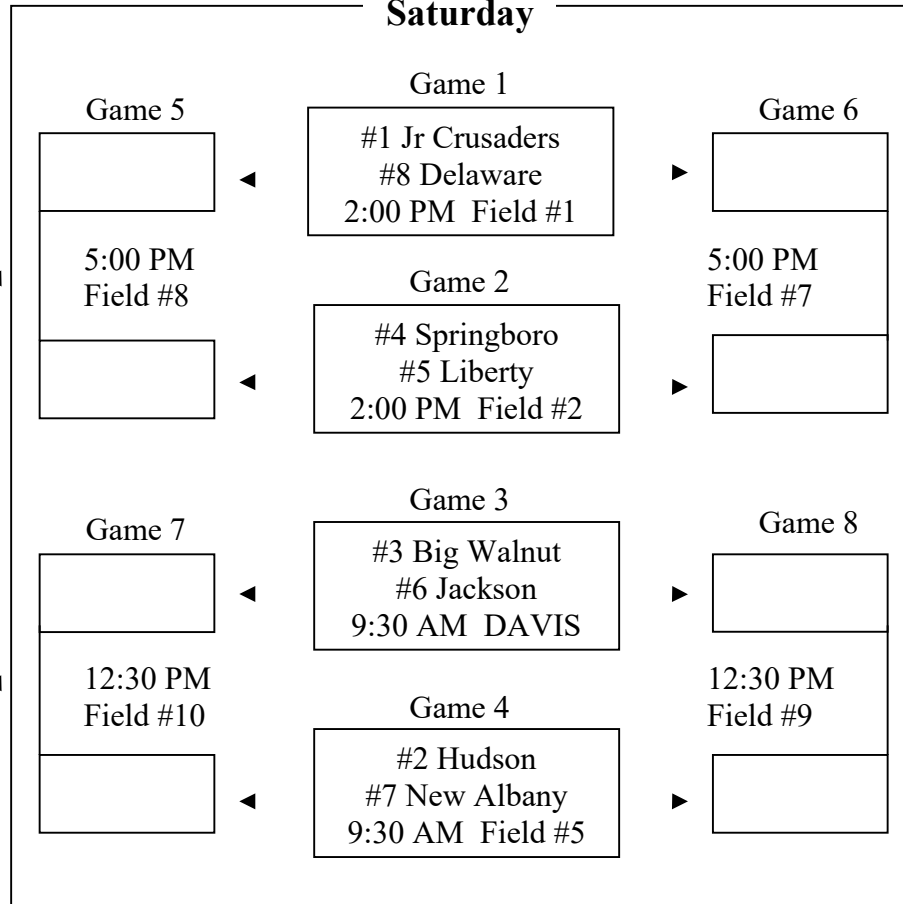 Saturday
Game 1
Game 5
Game 6
#1 Jr Crusaders
#8 Delaware
2:00 PM  Field #1
5:00 PM
Field #8
5:00 PM
Field #7
Game 2
#4 Springboro
#5 Liberty
2:00 PM  Field #2
Game 3
Game 7
Game 8
#3 Big Walnut
#6 Jackson
9:30 AM  DAVIS
12:30 PM
Field #10
12:30 PM
Field #9
Game 4
#2 Hudson
#7 New Albany
9:30 AM  Field #5